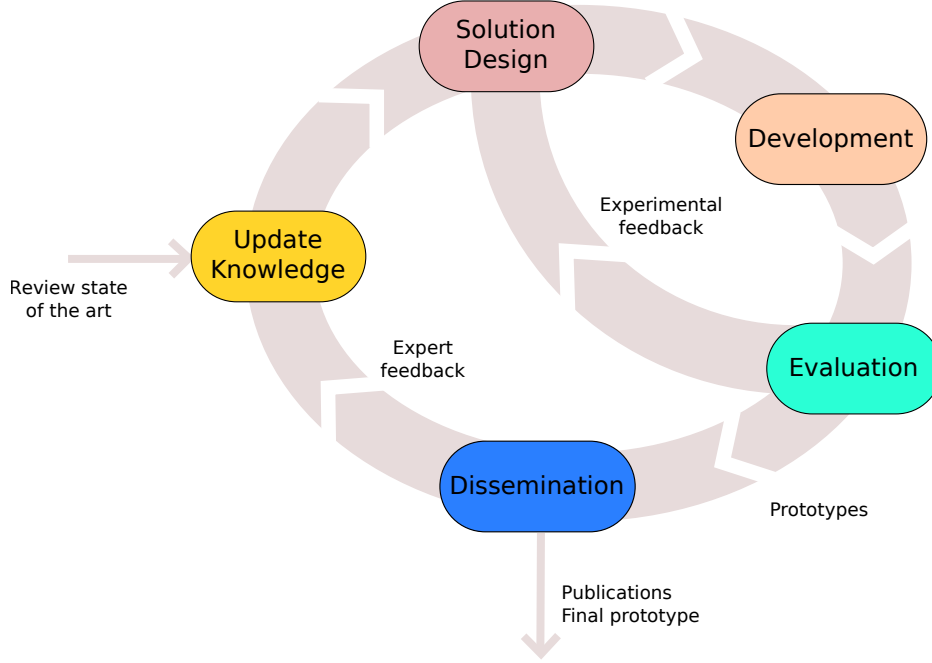 Solution
Design
Development
Experimental
feedback
Update
Knowledge
Review state
of the art
Expert
feedback
Evaluation
Dissemination
Prototypes
Publications
Final prototype